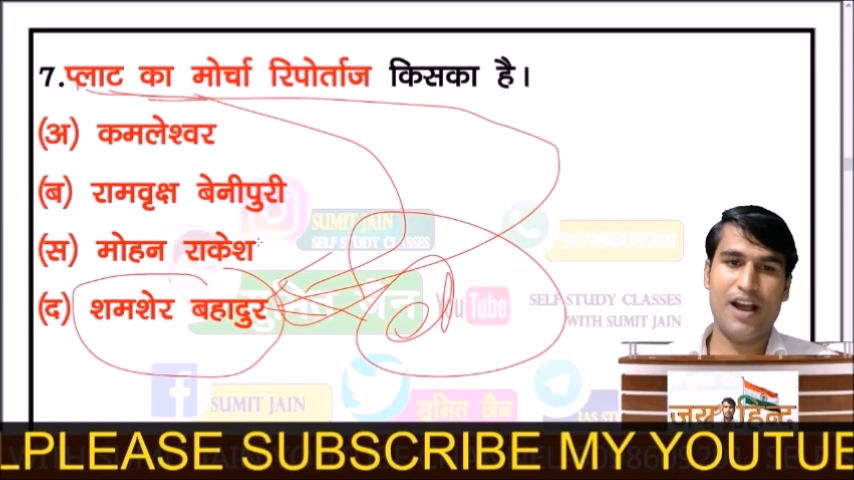 7.प्लाट का मोर्चा रिपोर्ताज किसका है।
(अ) कमलेश्वर
(ब) रामवृक्ष बेनीपुरी
(स) मोहन राकेश
(द) शमशेर बहादुर
SUMIT JAIN
SELF STUDY CLASSES
सुमित जैन
YouTube
SELF STUDY CLASSES
WITH SUMIT JAIN
SUMIT JAIN
सुमित जैन
जय हिन्द
LPLEASE SUBSCRIBE MY YOUTUBE